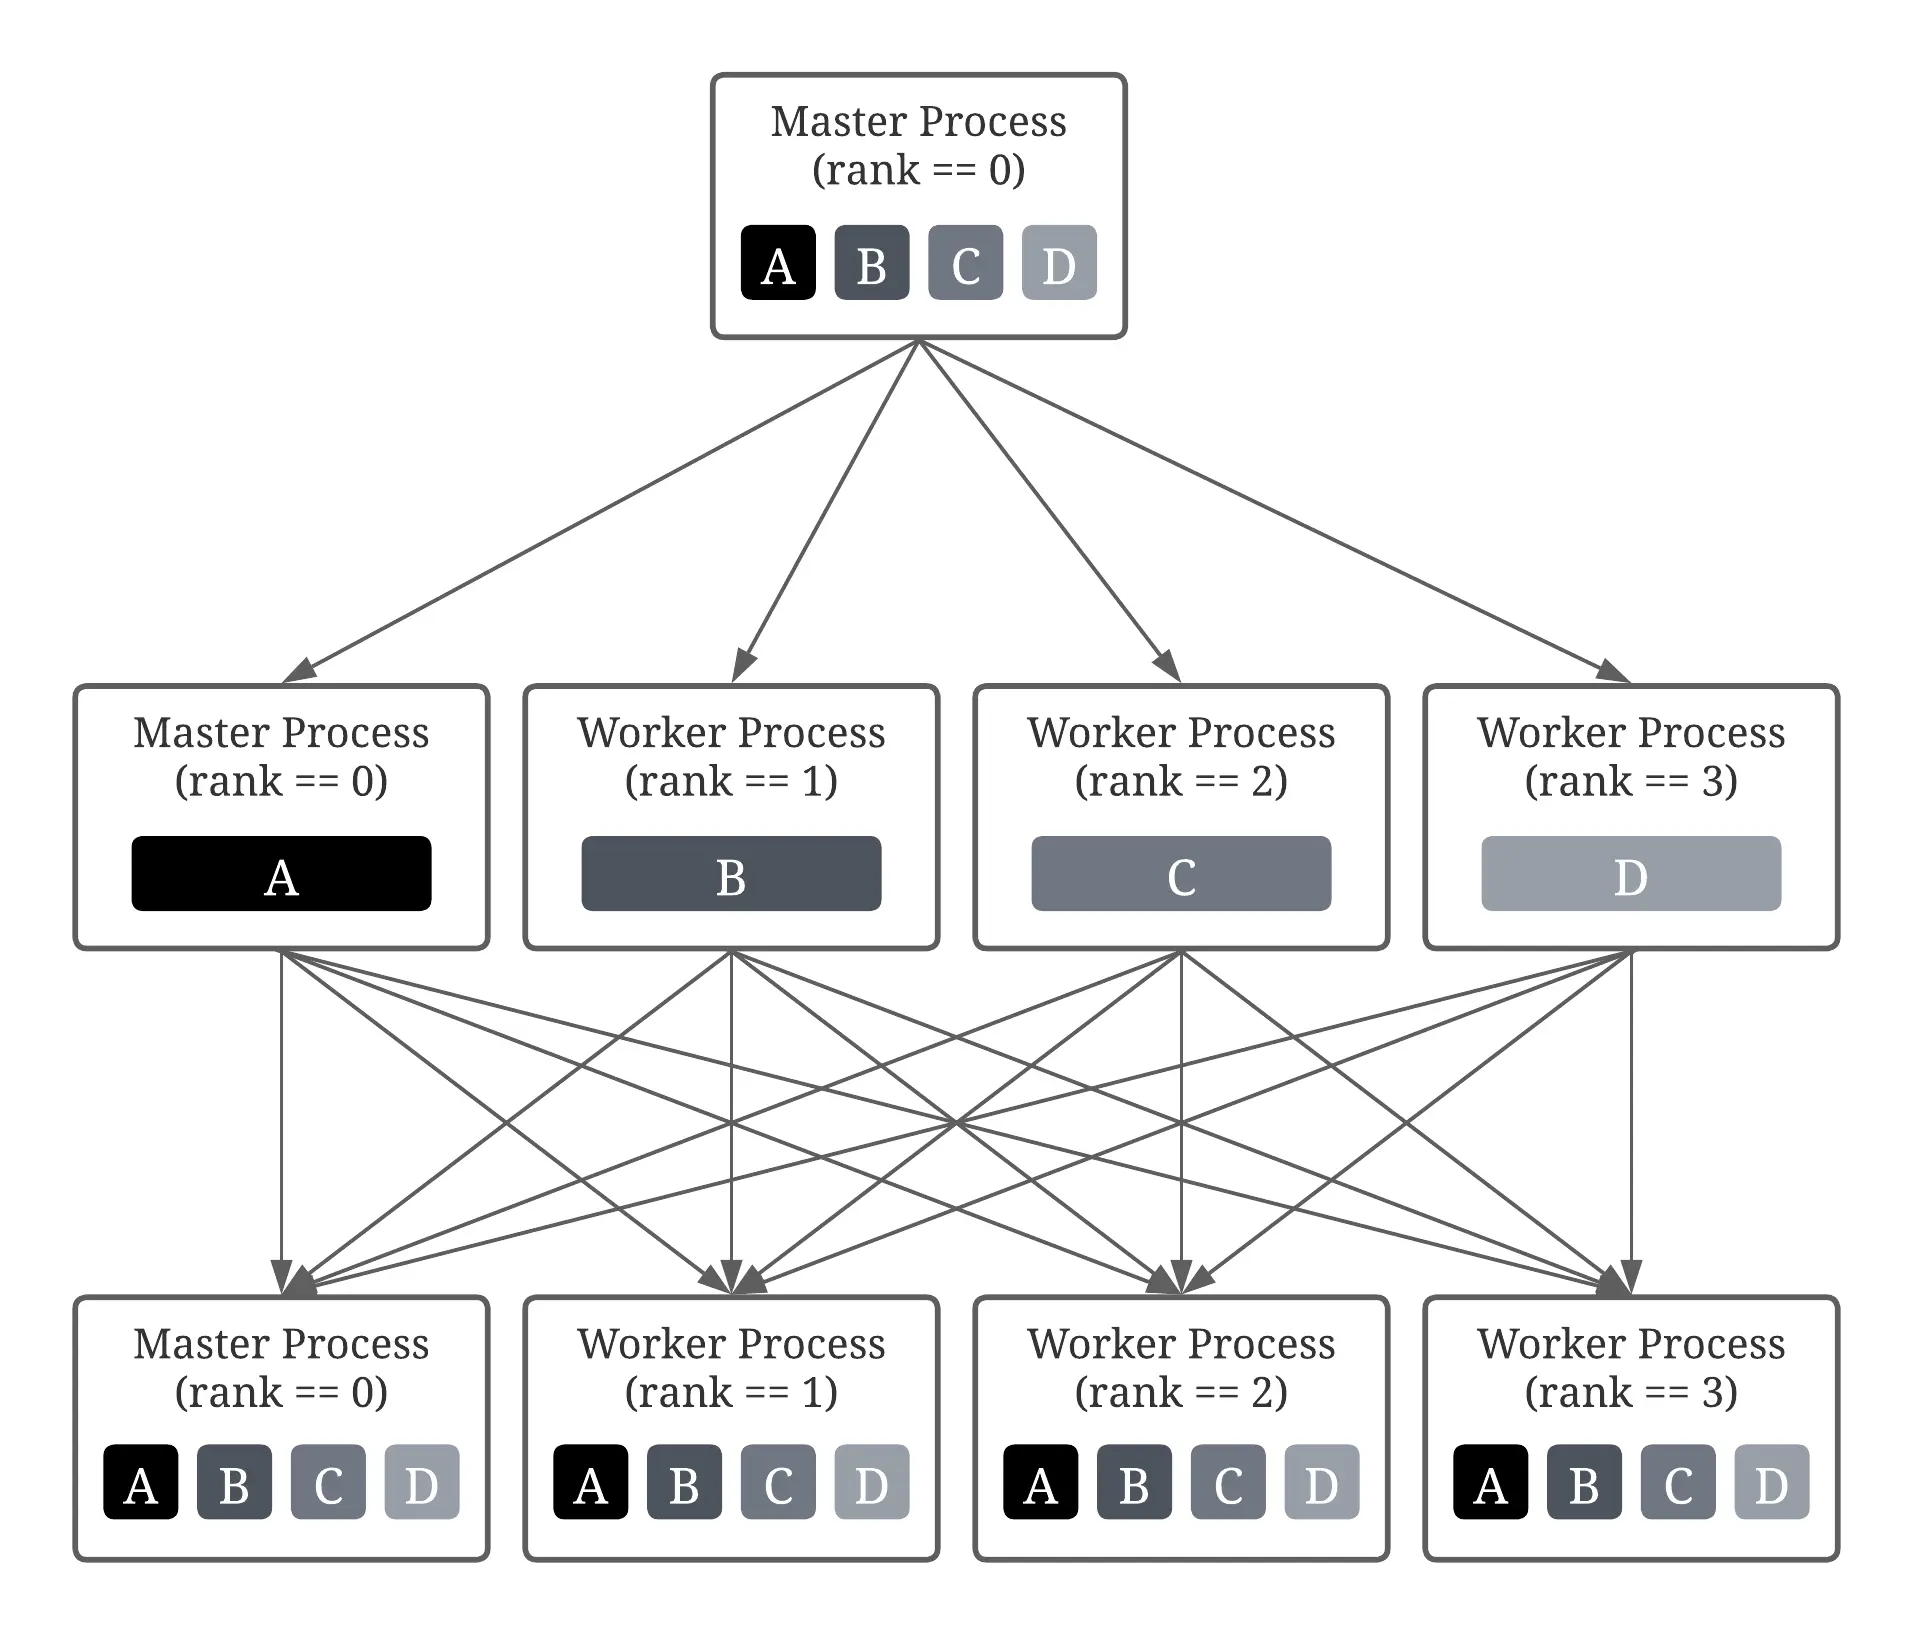 Master Process
(rank == 0)
A B C D
Master Process
(rank == 0)
A
Worker Process
(rank == 1)
B
Worker Process
(rank == 2)
C
Worker Process
(rank == 3)
D
Master Process
(rank == 0)
A B C D
Worker Process
(rank == 1)
A B C D
Worker Process
(rank == 2)
A B C D
Worker Process
(rank == 3)
A B C D